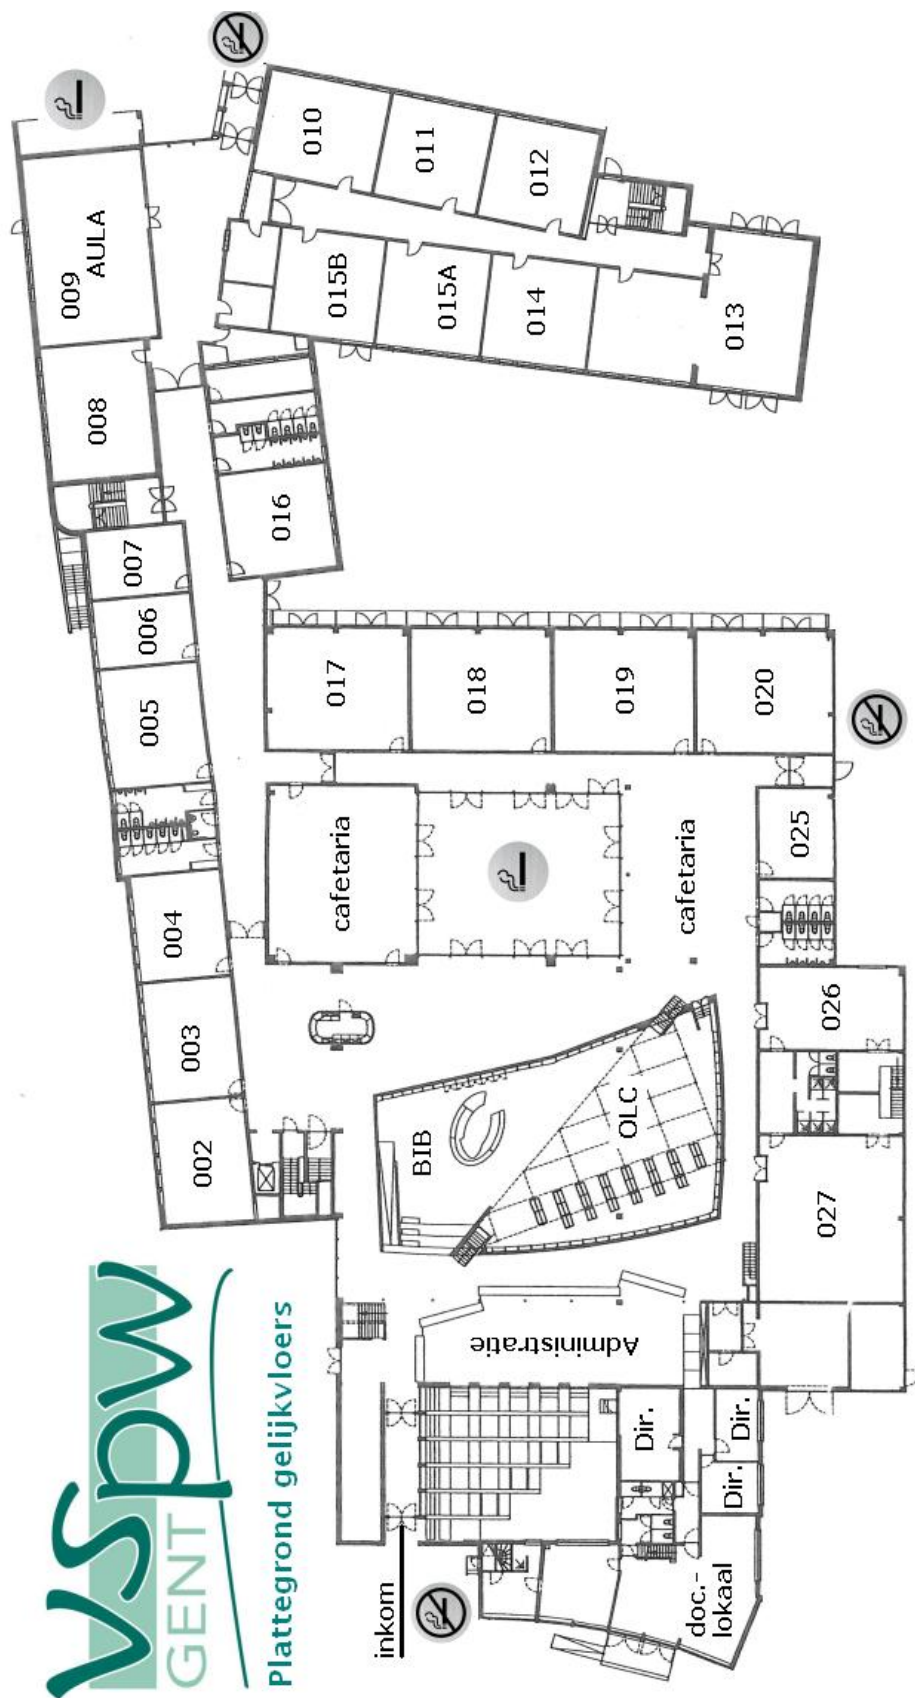 vspw
GENT
Plattegrond gelijkvloers
inkom
002
003
004
005
006
007
008
009
AULA
010
011
012
013
014
015A
015B
016
017
018
019
020
cafetaria
cafetaria
025
026
027
BIB
OLC
Administratie
Dir.
Dir.
Dir.
doc.-
lokaal